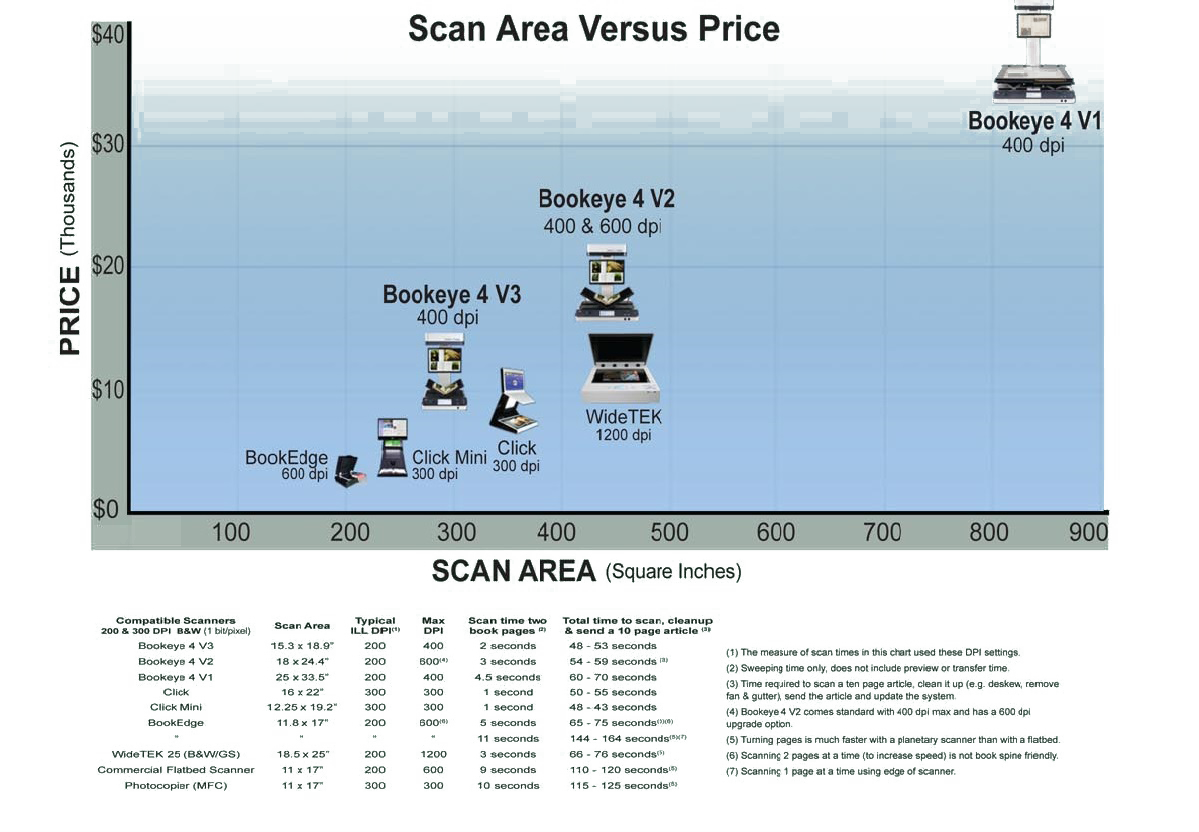 Scan Area Versus Price
$40
$30
$20
$10
$0
PRICE (Thousands)
Bookeye 4 V1
400 dpi
Bookeye 4 V2
400 & 600 dpi
Bookeye 4 V3
400 dpi
WideTEK
1200 dpi
Click
300 dpi
Click Mini
300 dpi
BookEdge
600 dpi
100 200 300 400 500 600 700 800 900
SCAN AREA (Square Inches)
Compatible Scanners Scan Area Typical Max Scan time two Total time to scan, cleanup
200 & 300 DPI B&W (1 bit/pixel) ILL DPI(1) DPI book pages (2) & send a 10 page article (3)
Bookeye 4 V3 15.3 x 18.9" 200 400 2 seconds 48 - 53 seconds
Bookeye 4 V2 18 x 24.4" 200 600(4) 3 seconds 54 - 59 seconds (3)
Bookeye 4 V1 25 x 33.5" 200 400 4.5 seconds 60 - 70 seconds
Click 16 x 22" 300 300 1 second 50 - 55 seconds
Click Mini 12.25 x 19.2" 300 300 1 second 48 - 43 seconds
BookEdge 11.8 x 17" 200 600(6) 5 seconds 65 - 75 seconds
" " " " 11 seconds 144 - 164 seconds(5)(7)
WideTEK 25 (B&W/GS) 18.5 x 25" 200 1200 3 seconds 66 - 76 seconds(5)
Commercial Flatbed Scanner 11 x 17" 200 600 9 seconds 110 - 120 seconds(5)
Photocopier (MFC) 11 x 17" 300 300 10 seconds 115 - 125 seconds(5)
(1) The measure of scan times in this chart used these DPI settings.
(2) Sweeping time only, does not include preview or transfer time.
(3) Time required to scan a ten page article, clean it up (e.g. deskew, remove
fan & gutter), send the article and update the system.
(4) Bookeye 4 V2 comes standard with 400 dpi max and has a 600 dpi
upgrade option.
(5) Turning pages is much faster with a planetary scanner than with a flatbed.
(6) Scanning 2 pages at a time (to increase speed) is not book spine friendly.
(7) Scanning 1 page at a time using edge of scanner.